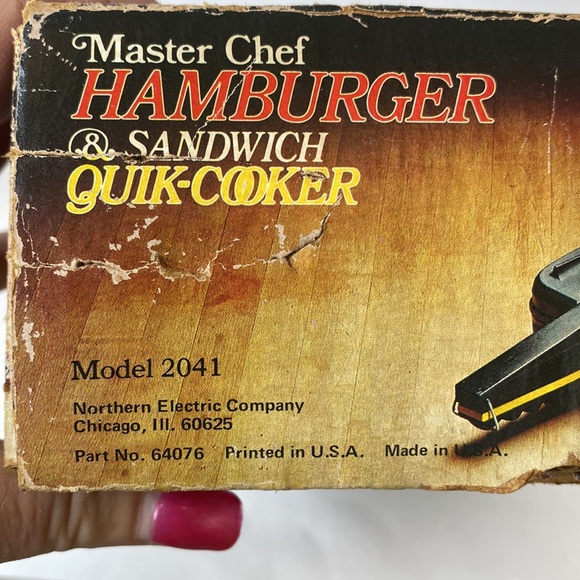 Master Chef
HAMBURGER
& SANDWICH
QUIK-COOKER
Model 2041
Northern Electric Company
Chicago, Ill. 60625
Part No. 64076 Printed in U.S.A. Made in U.S.A.